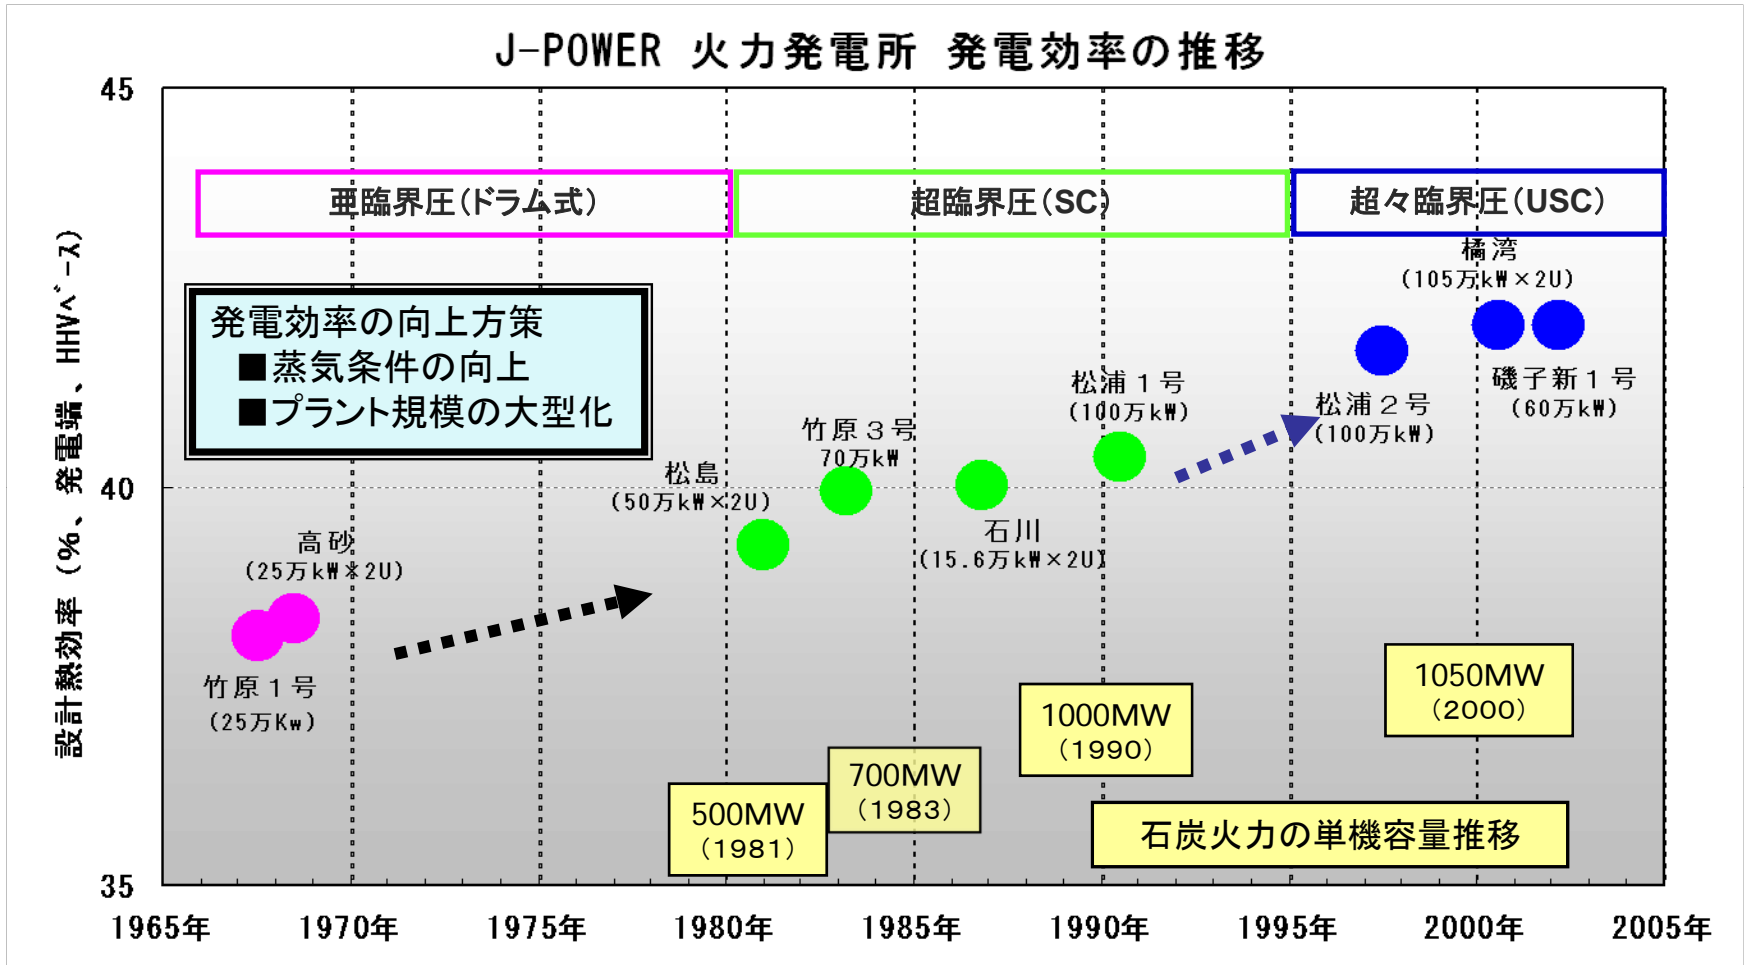 J-POWER 火力発電所 発電効率の推移
設計熱効率（%、発電端、HHVﾍﾞｰｽ）
45
40
35
亜臨界圧（ドラム式）
超臨界圧（SC）
超々臨界圧（USC）
発電効率の向上方策
■蒸気条件の向上
■プラント規模の大型化
橘湾
(105万kW×2U)
磯子新１号
(60万kW)
松浦２号
(100万kW)
松浦１号
(100万kW)
竹原３号
70万kW
松島
(50万kW×2U)
石川
(15.6万kW×2U)
高砂
(25万kW×2U)
竹原１号
(25万Kw)
500MW
（1981）
700MW
（1983）
1000MW
（1990）
1050MW
（2000）
石炭火力の単機容量推移
1965年 1970年 1975年 1980年 1985年 1990年 1995年 2000年 2005年